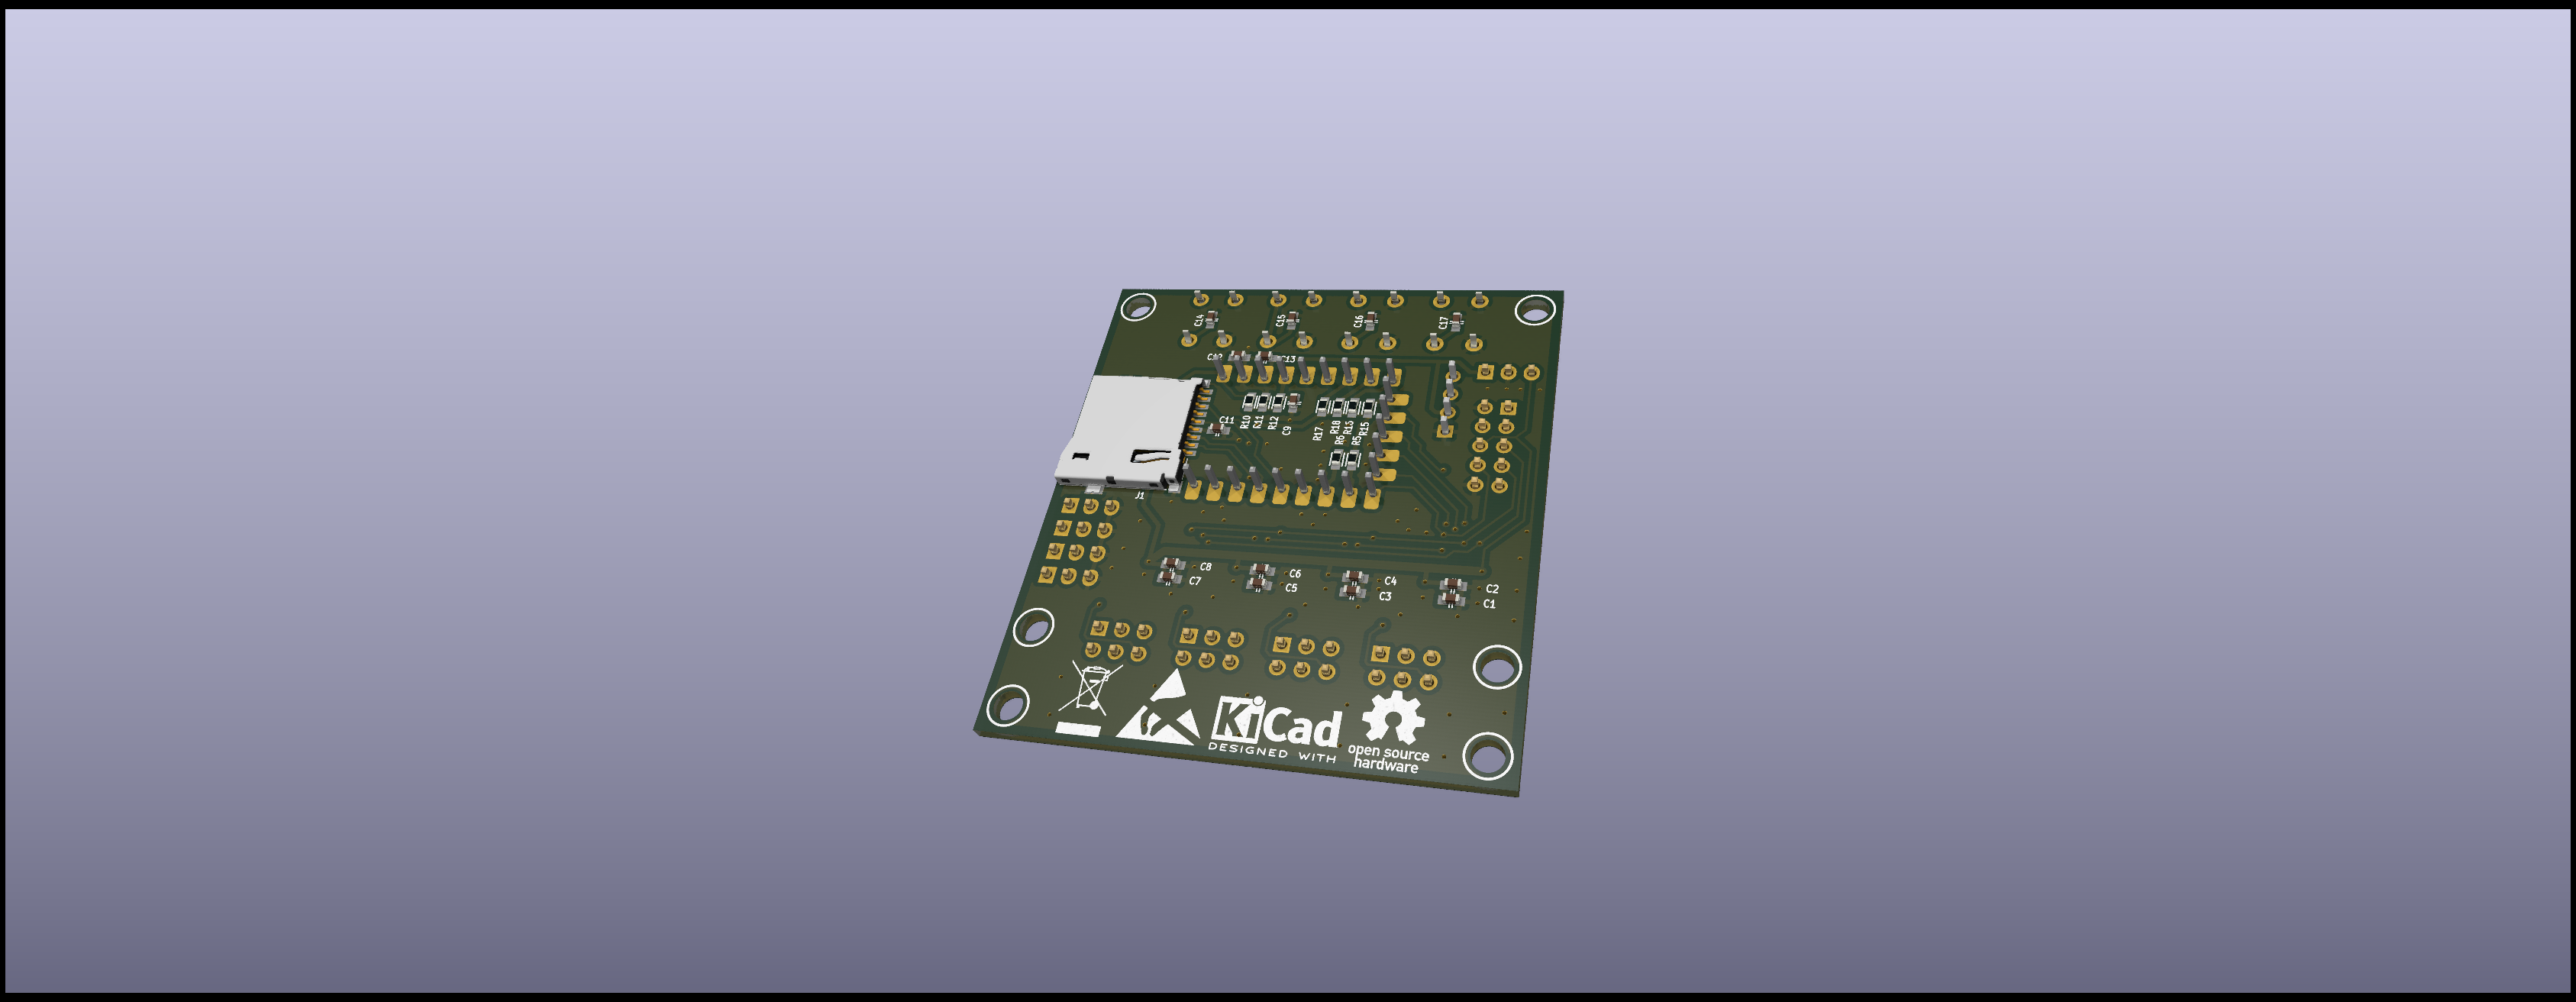 C14
C15
C16
C17
C13
C11
R10
R12
C9
R17
R18
R13
R15
R6
R5
J1
C8
C7
C6
C5
C4
C3
C2
C1
KiCad
DESIGNED WITH
open source
hardware